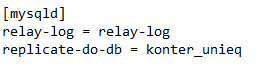 [mysqld]
relay-log = relay-log
replicate-do-db = konter_unieq